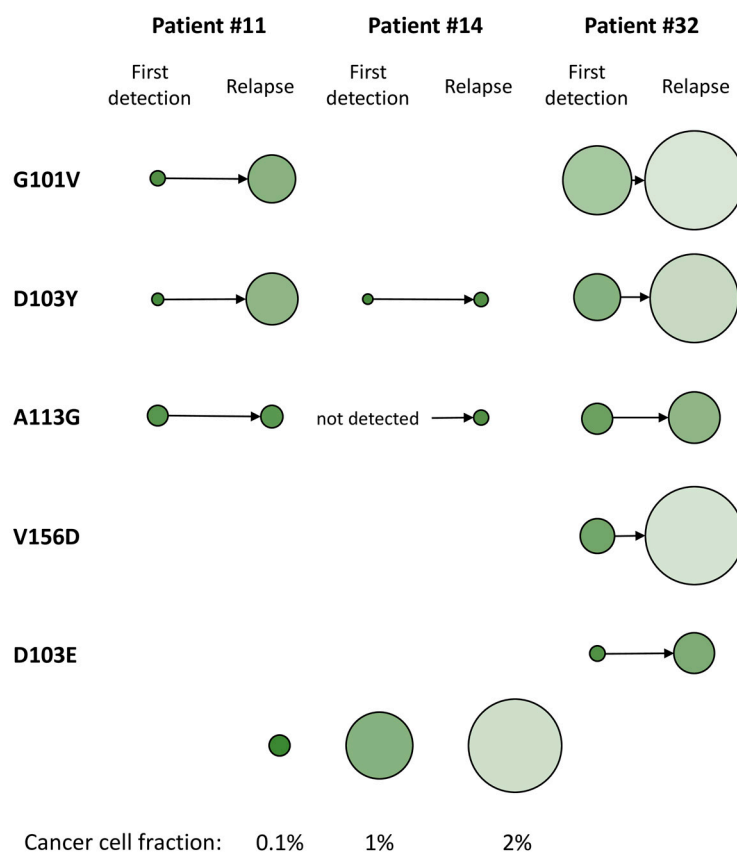 Patient #11 Patient #14 Patient #32
First detection Relapse First detection Relapse First detection Relapse
G101V
D103Y
A113G not detected
V156D
D103E
Cancer cell fraction: 0.1% 1% 2%